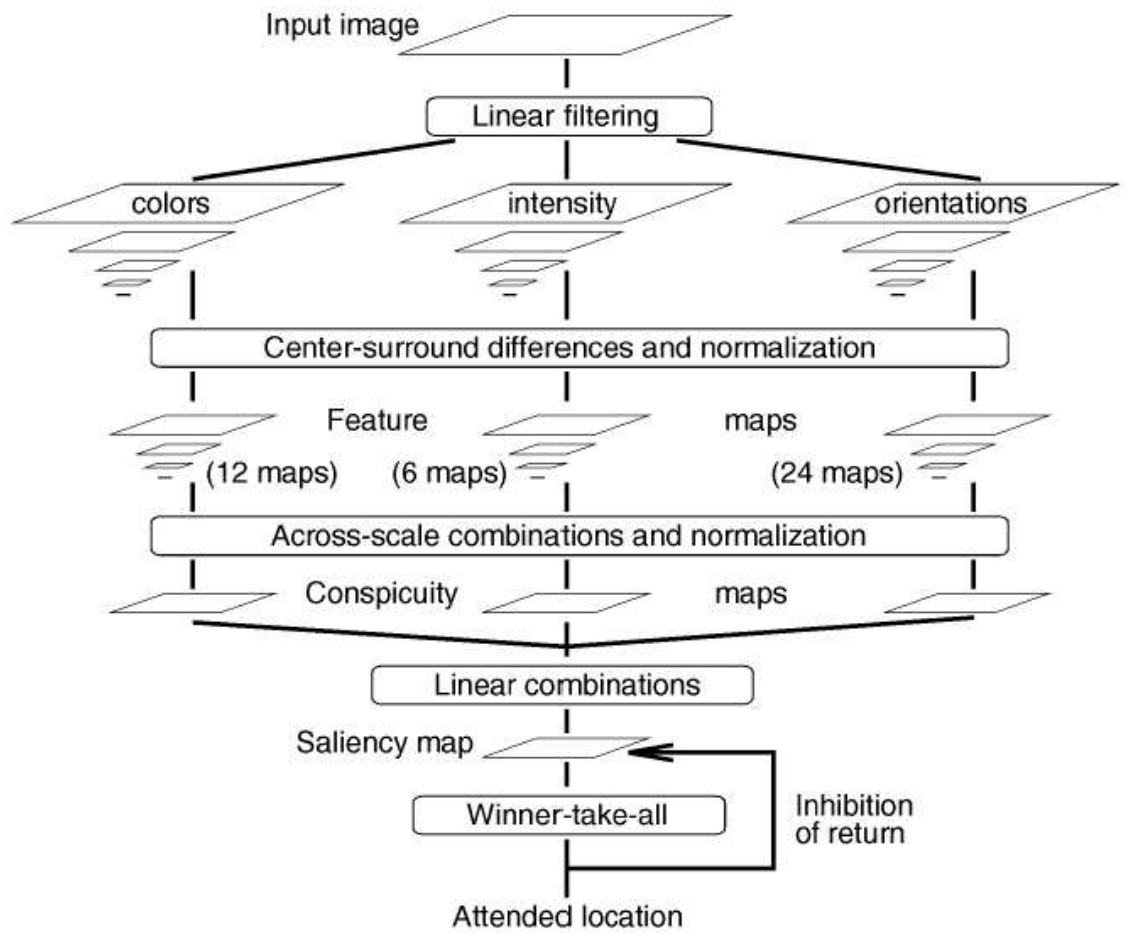 Input image
Linear filtering
colors
intensity
orientations
Center-surround differences and normalization
Feature maps
(12 maps)
(6 maps)
(24 maps)
Across-scale combinations and normalization
Conspicuity maps
Linear combinations
Saliency map
Winner-take-all
Inhibition
of return
Attended location